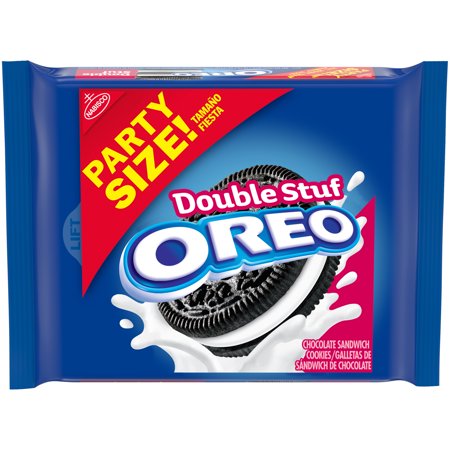 NABISCO
PARTY
SIZE!
TAMAÑO
FIESTA
LIFT
Double Stuf
OREO
CHOCOLATE SANDWICH
COOKIES/GALLETAS DE
SÁNDWICH DE CHOCOLATE